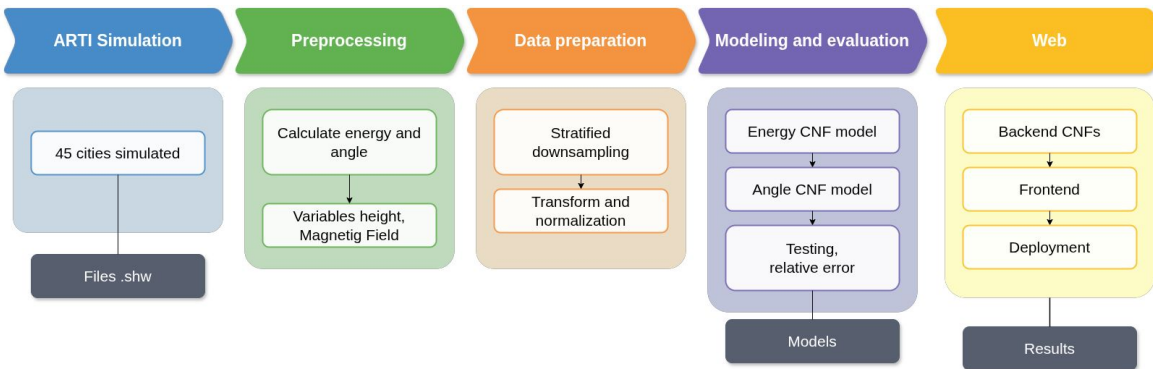 ARTI Simulation
Preprocessing
Data preparation
Modeling and evaluation
Web
45 cities simulated
Files .shw
Calculate energy and
angle
Variables height,
Magnetig Field
Stratified
downsampling
Transform and
normalization
Energy CNF model
Angle CNF model
Testing,
relative error
Models
Backend CNFs
Frontend
Deployment
Results